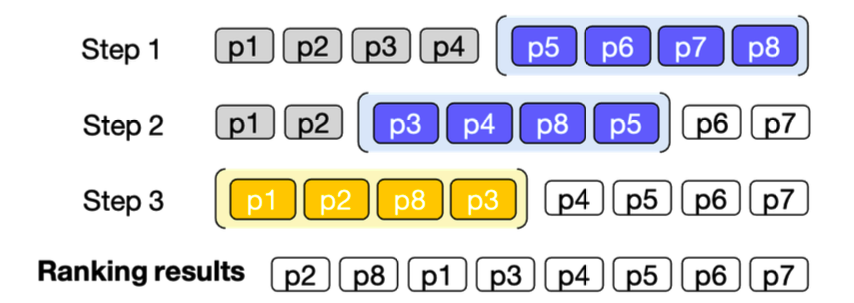 Step 1 p1 p2 p3 p4 p5 p6 p7 p8
Step 2 p1 p2 p3 p4 p8 p5 p6 p7
Step 3 p1 p2 p8 p3 p4 p5 p6 p7
Ranking results p2 p8 p1 p3 p4 p5 p6 p7